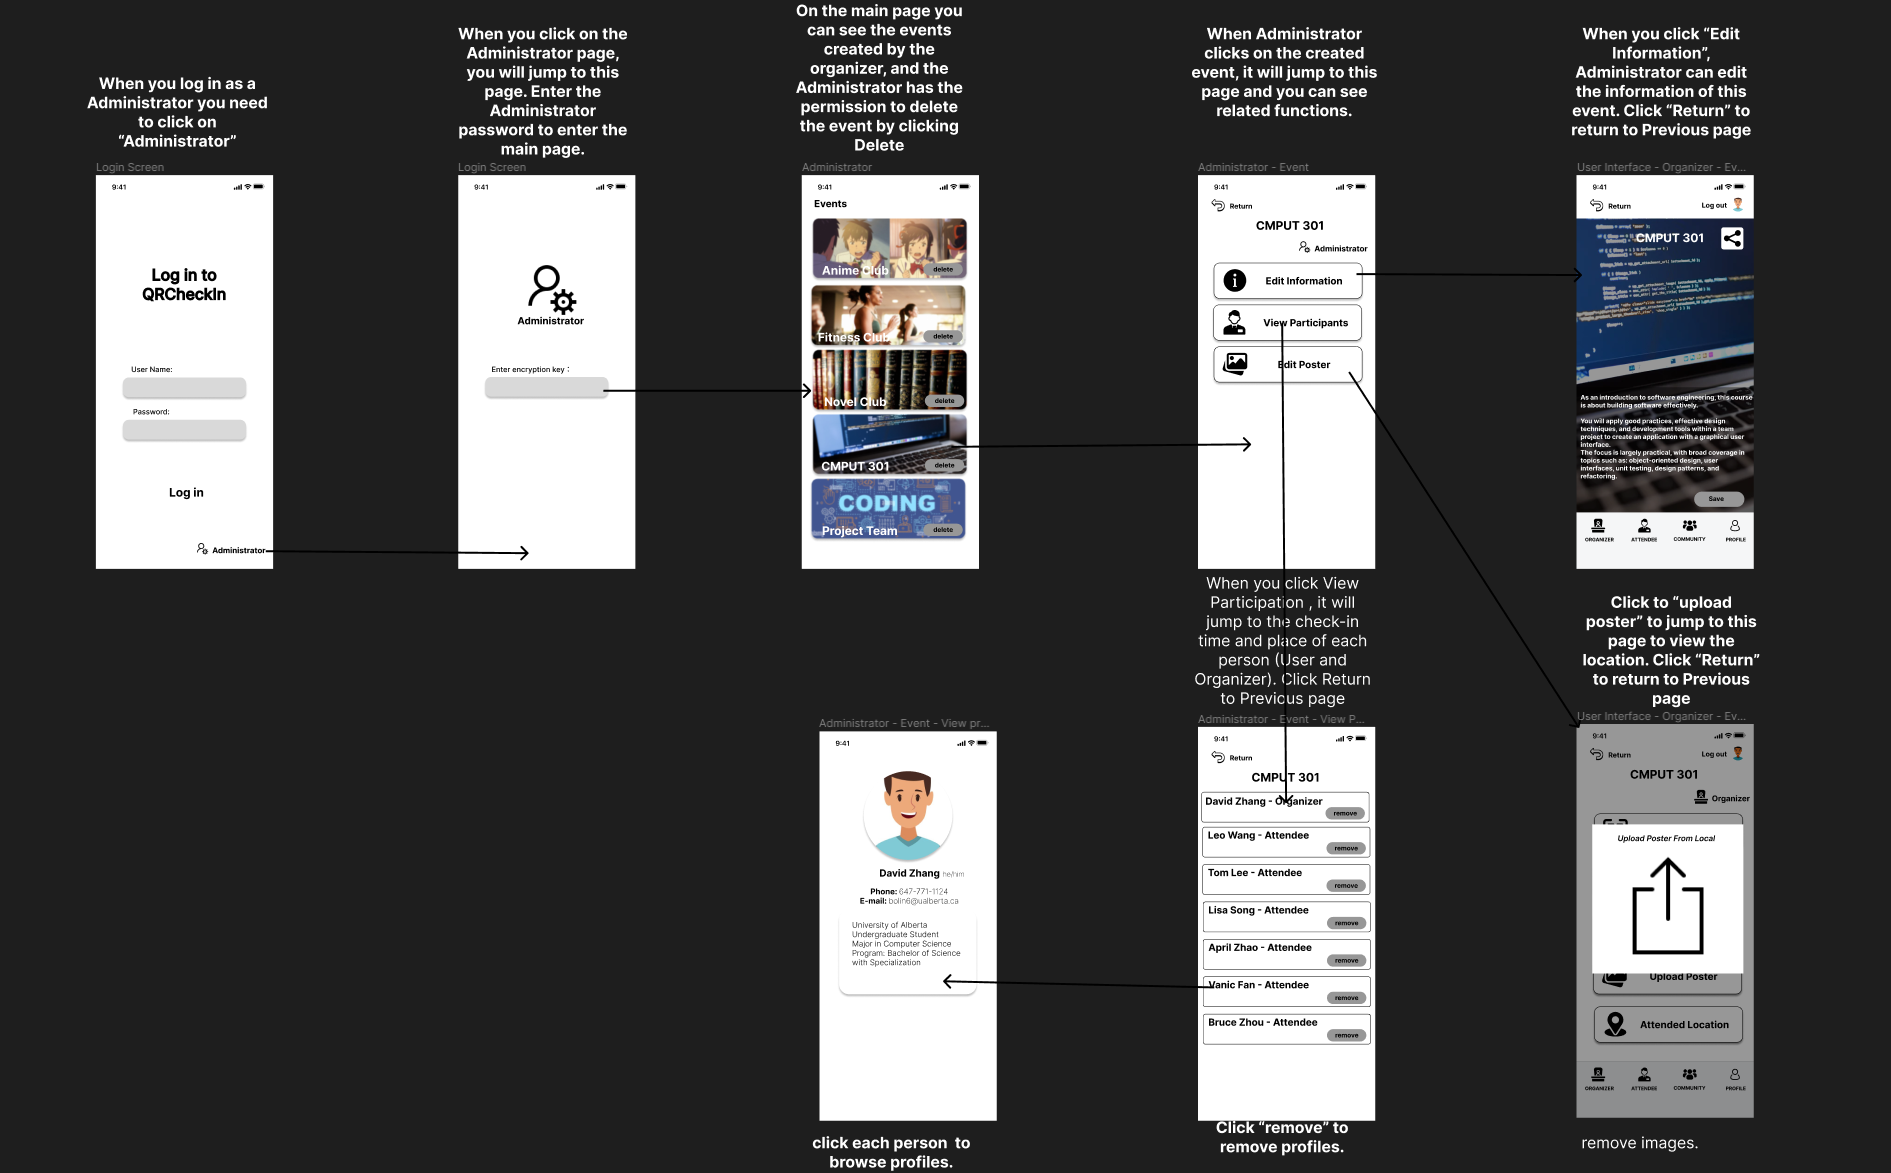 When you log in as a
Administrator you need
to click on
“Administrator”
Login Screen
9:41
Log in to
QRCheckIn
User Name:
Password:
Log in
Administrator
When you click on the
Administrator page,
you will jump to this
page. Enter the
Administrator
password to enter the
main page.
Login Screen
9:41
Administrator
Enter encryption key：
On the main page you
can see the events
created by the
organizer, and the
Administrator has the
permission to delete
the event by clicking
Delete
Administrator
9:41
Events
Anime Club
delete
Fitness Club
delete
Novel Club
delete
CMPUT 301
delete
CODING
Project Team
delete
When Administrator
clicks on the created
event, it will jump to this
page and you can see
related functions.
Administrator - Event
9:41
Return
CMPUT 301
Administrator
Edit Information
View Participants
Edit Poster
When you click “Edit
Information”,
Administrator can edit
the information of this
event. Click “Return” to
return to Previous page
User Interface - Organizer - Ev...
9:41
Return
Log out
CMPUT 301
As an introduction to software engineering, this course
is about building software effectively.
You will apply good practices, effective design
techniques, and development tools within a team
project to create an application with a graphical user
interface.
The focus is largely practical, with broad coverage in
topics such as: object-oriented design, user
interfaces, unit testing, design patterns, and
refactoring.
Save
ORGANIZER
ATTENDEE
COMMUNITY
PROFILE
Administrator - Event - View pr...
9:41
David Zhang he/him
Phone: 647-771-1124
E-mail: bolin6@ualberta.ca
University of Alberta
Undergraduate Student
Major in Computer Science
Program: Bachelor of Science
with Specialization
click each person  to
browse profiles.
When you click View
Participation , it will
jump to the check-in
time and place of each
person (User and
Organizer). Click Return
to Previous page
Administrator - Event - View P...
9:41
Return
CMPUT 301
David Zhang - Organizer
remove
Leo Wang - Attendee
remove
Tom Lee - Attendee
remove
Lisa Song - Attendee
remove
April Zhao - Attendee
remove
Vanic Fan - Attendee
remove
Bruce Zhou - Attendee
remove
Click “remove” to
remove profiles.
Click to “upload
poster” to jump to this
page to view the
location. Click “Return”
to return to Previous
page
User Interface - Organizer - Ev...
9:41
Return
Log out
CMPUT 301
Organizer
Upload Poster From Local
Upload Poster
Attended Location
ORGANIZER
ATTENDEE
COMMUNITY
PROFILE
remove images.